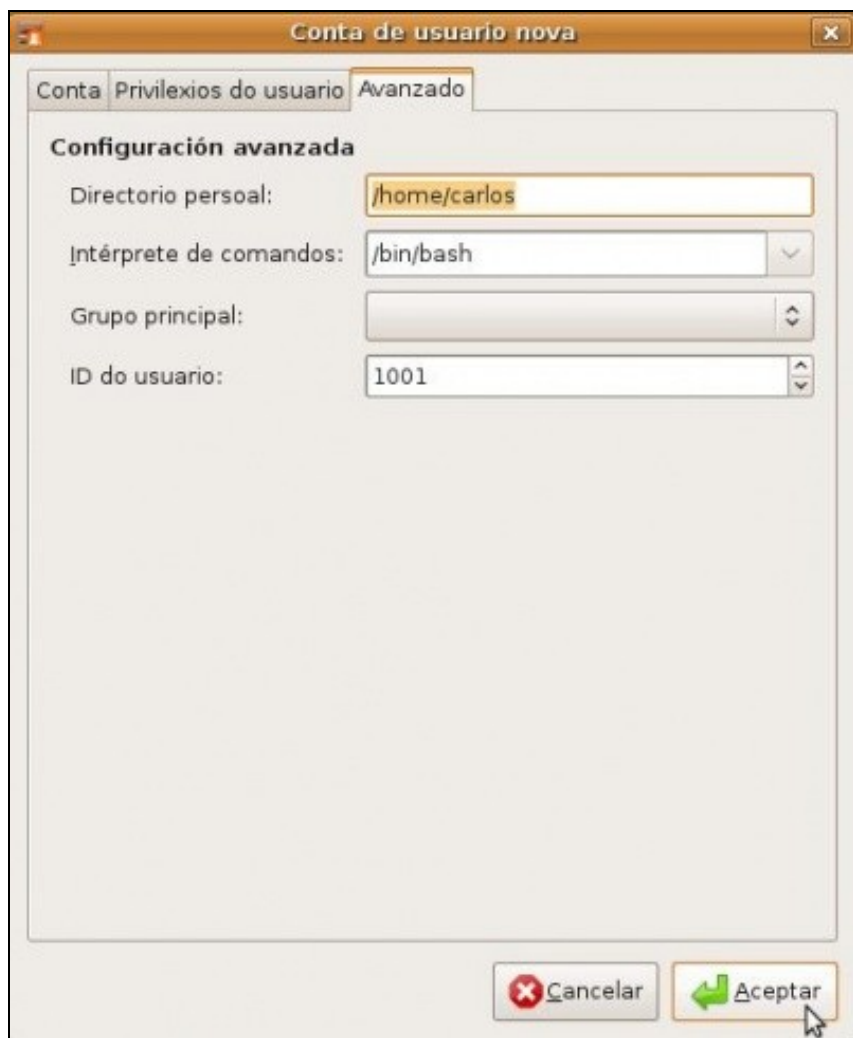 Conta de usuario nova
Conta Privilexios do usuario Avanzado
Configuración avanzada
Directorio persoal: /home/carlos
Intérprete de comandos: /bin/bash
Grupo principal:
ID do usuario: 1001
Cancelar Aceptar